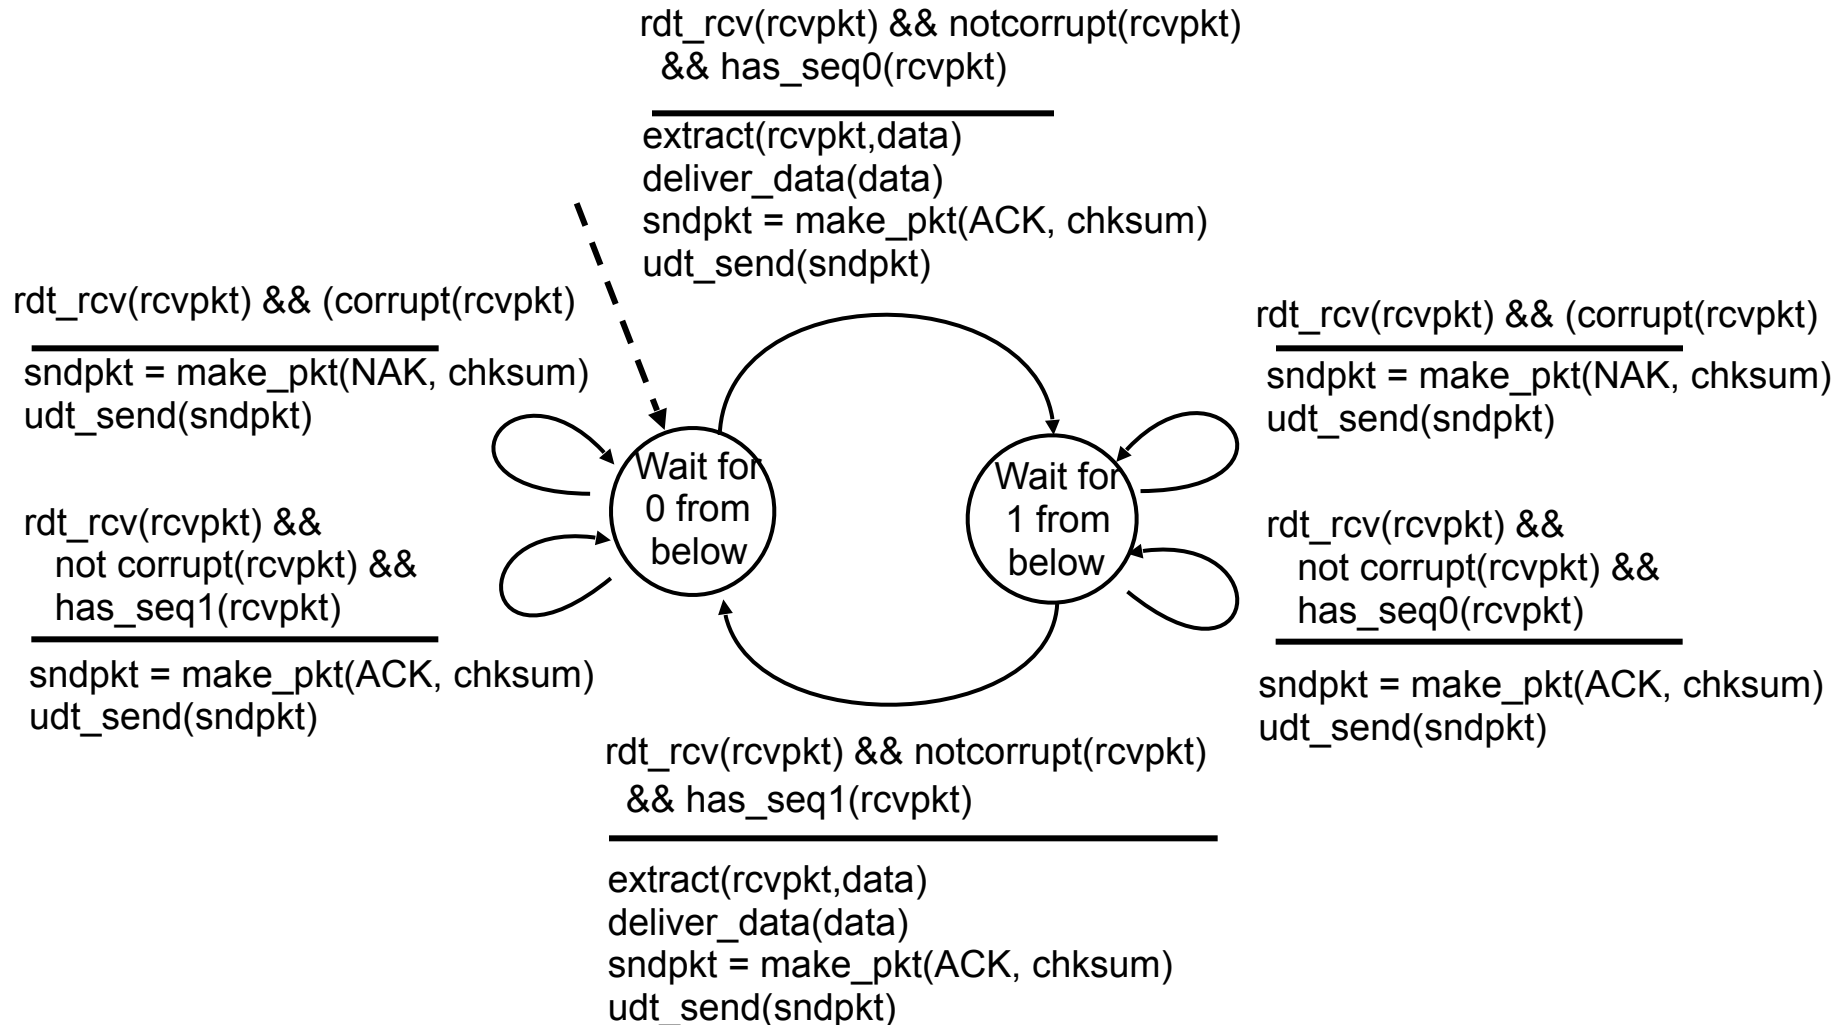 rdt_rcv(rcvpkt) && notcorrupt(rcvpkt)
&& has_seq0(rcvpkt)
extract(rcvpkt,data)
deliver_data(data)
sndpkt = make_pkt(ACK, chksum)
udt_send(sndpkt)
rdt_rcv(rcvpkt) && (corrupt(rcvpkt)
sndpkt = make_pkt(NAK, chksum)
udt_send(sndpkt)
rdt_rcv(rcvpkt) &&
not corrupt(rcvpkt) &&
has_seq1(rcvpkt)
sndpkt = make_pkt(ACK, chksum)
udt_send(sndpkt)
Wait for
0 from
below
Wait for
1 from
below
rdt_rcv(rcvpkt) && (corrupt(rcvpkt)
sndpkt = make_pkt(NAK, chksum)
udt_send(sndpkt)
rdt_rcv(rcvpkt) &&
not corrupt(rcvpkt) &&
has_seq0(rcvpkt)
sndpkt = make_pkt(ACK, chksum)
udt_send(sndpkt)
rdt_rcv(rcvpkt) && notcorrupt(rcvpkt)
&& has_seq1(rcvpkt)
extract(rcvpkt,data)
deliver_data(data)
sndpkt = make_pkt(ACK, chksum)
udt_send(sndpkt)